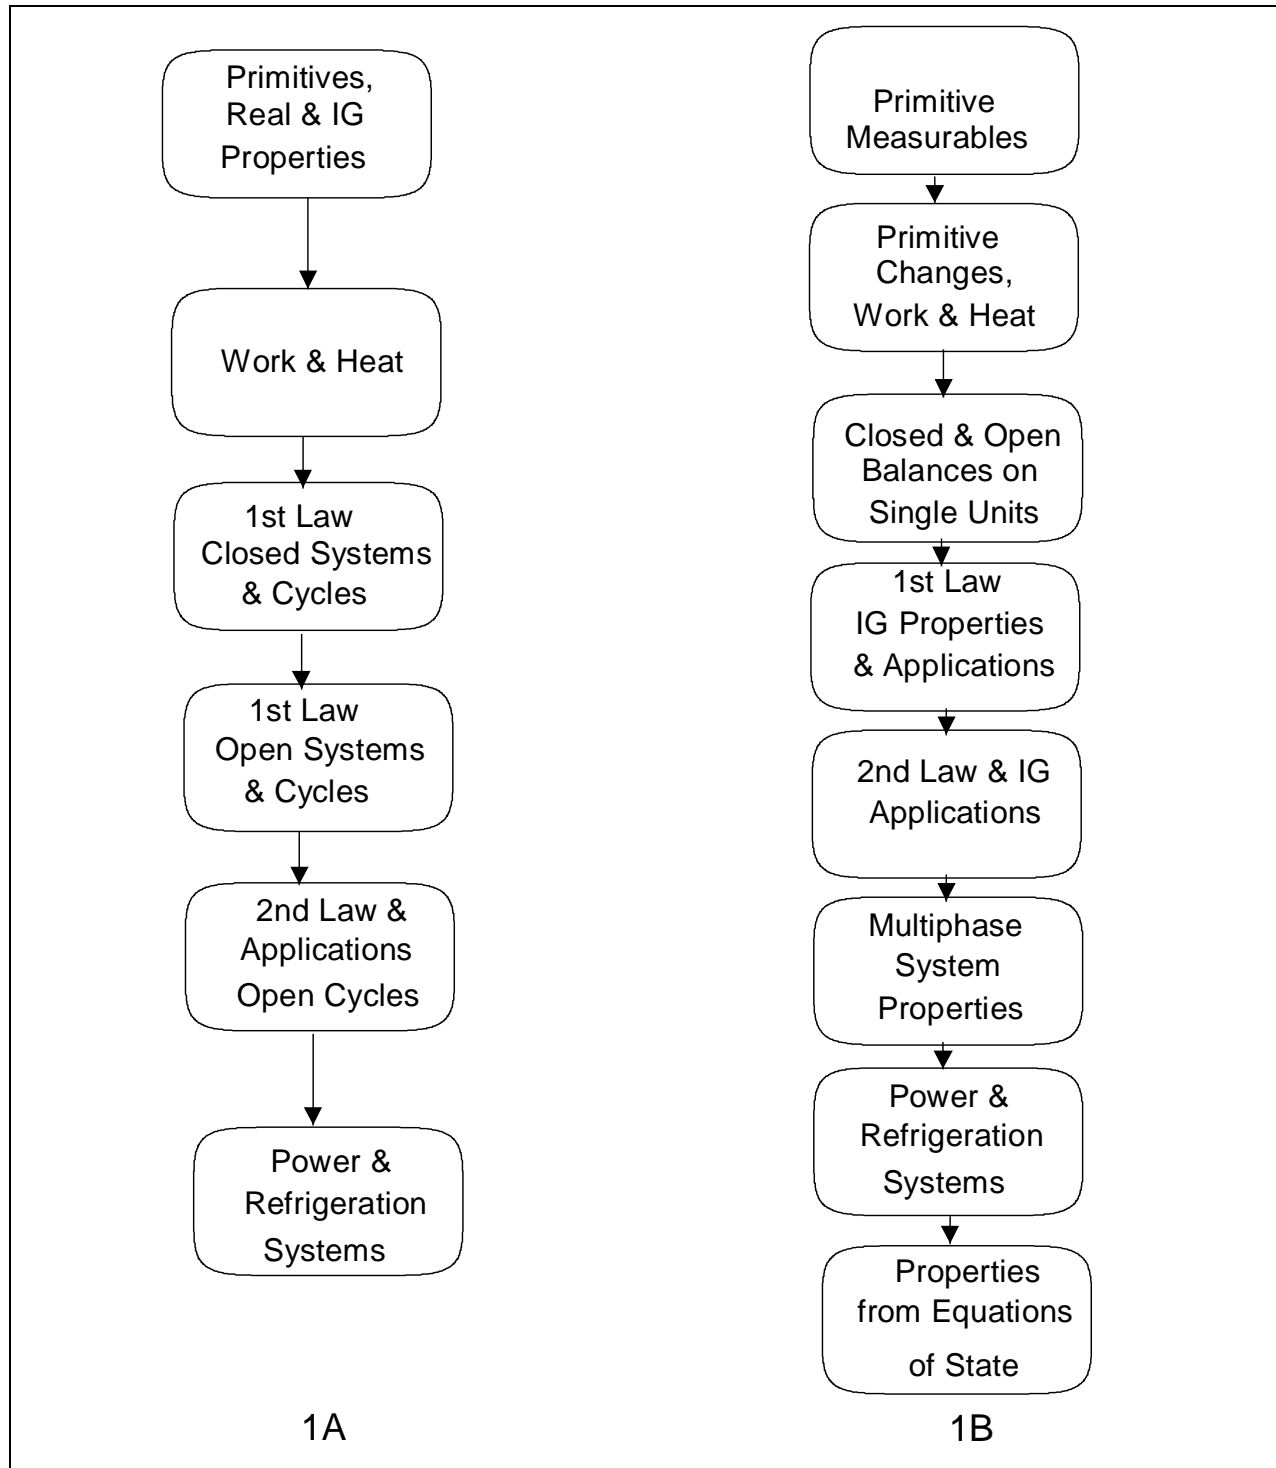 Primitives,
Real & IG
Properties
Work & Heat
1st Law
Closed Systems
& Cycles
1st Law
Open Systems
& Cycles
2nd Law &
Applications
Open Cycles
Power &
Refrigeration
Systems
1A
Primitive
Measurables
Primitive
Changes,
Work & Heat
Closed & Open
Balances on
Single Units
1st Law
IG Properties
& Applications
2nd Law & IG
Applications
Multiphase
System
Properties
Power &
Refrigeration
Systems
Properties
from Equations
of State
1B